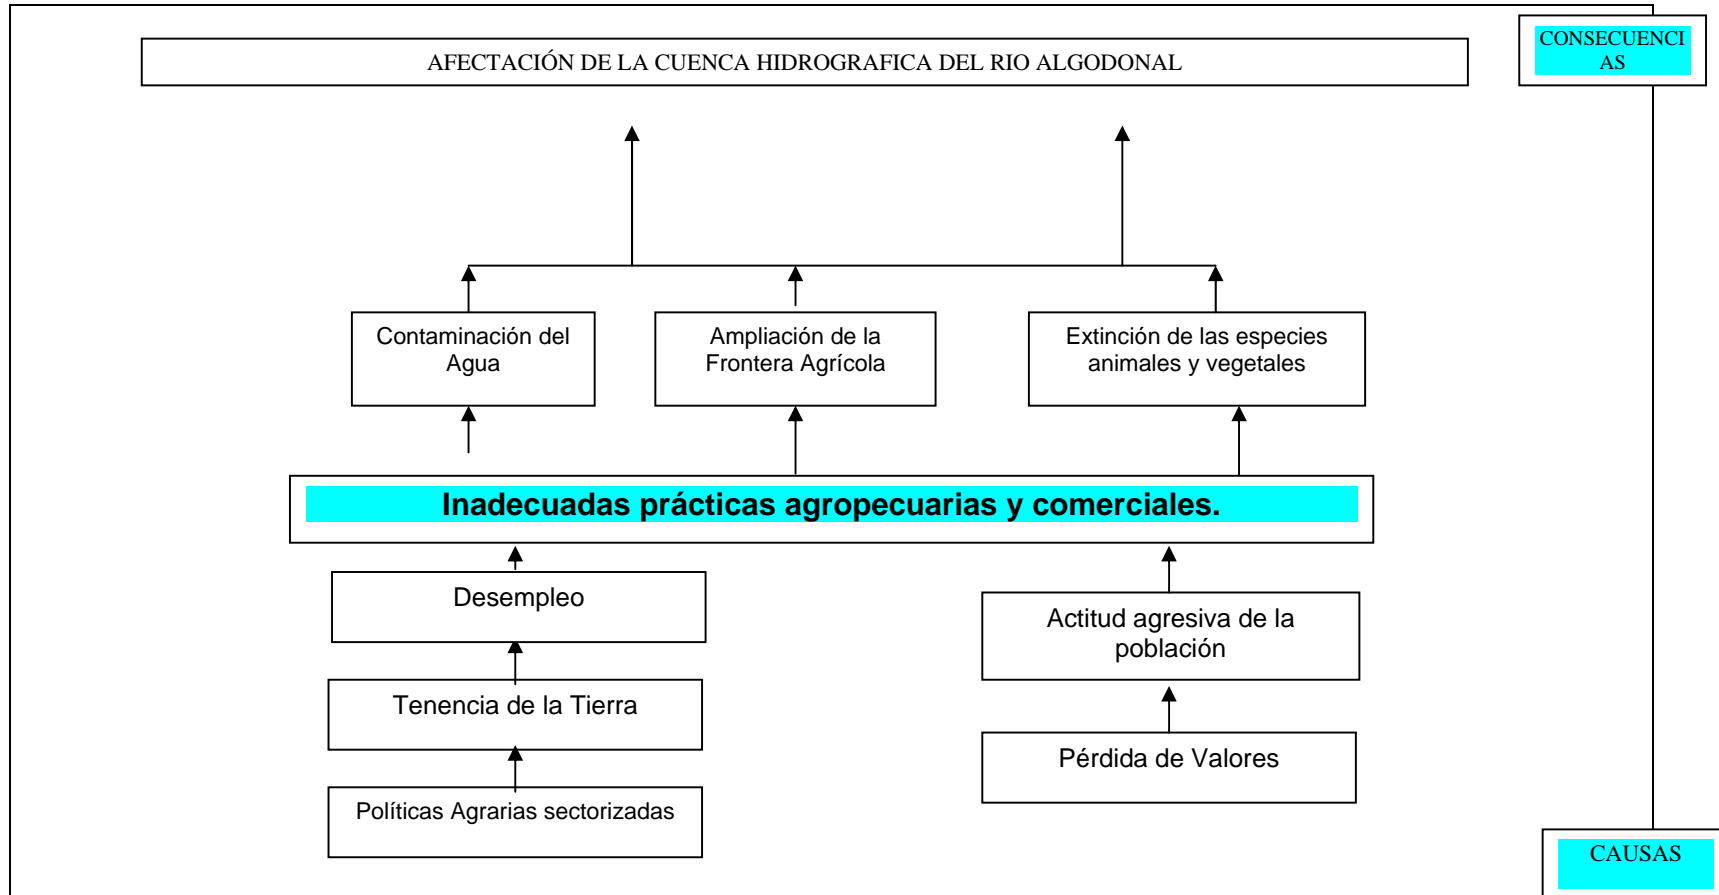 CONSECUENCI
AS
AFECTACIÓN DE LA CUENCA HIDROGRAFICA DEL RIO ALGODONAL
Contaminación del
Agua
Ampliación de la
Frontera Agrícola
Extinción de las especies
animales y vegetales
Inadecuadas prácticas agropecuarias y comerciales.
Desempleo
Actitud agresiva de la
población
Tenencia de la Tierra
Pérdida de Valores
Políticas Agrarias sectorizadas
CAUSAS